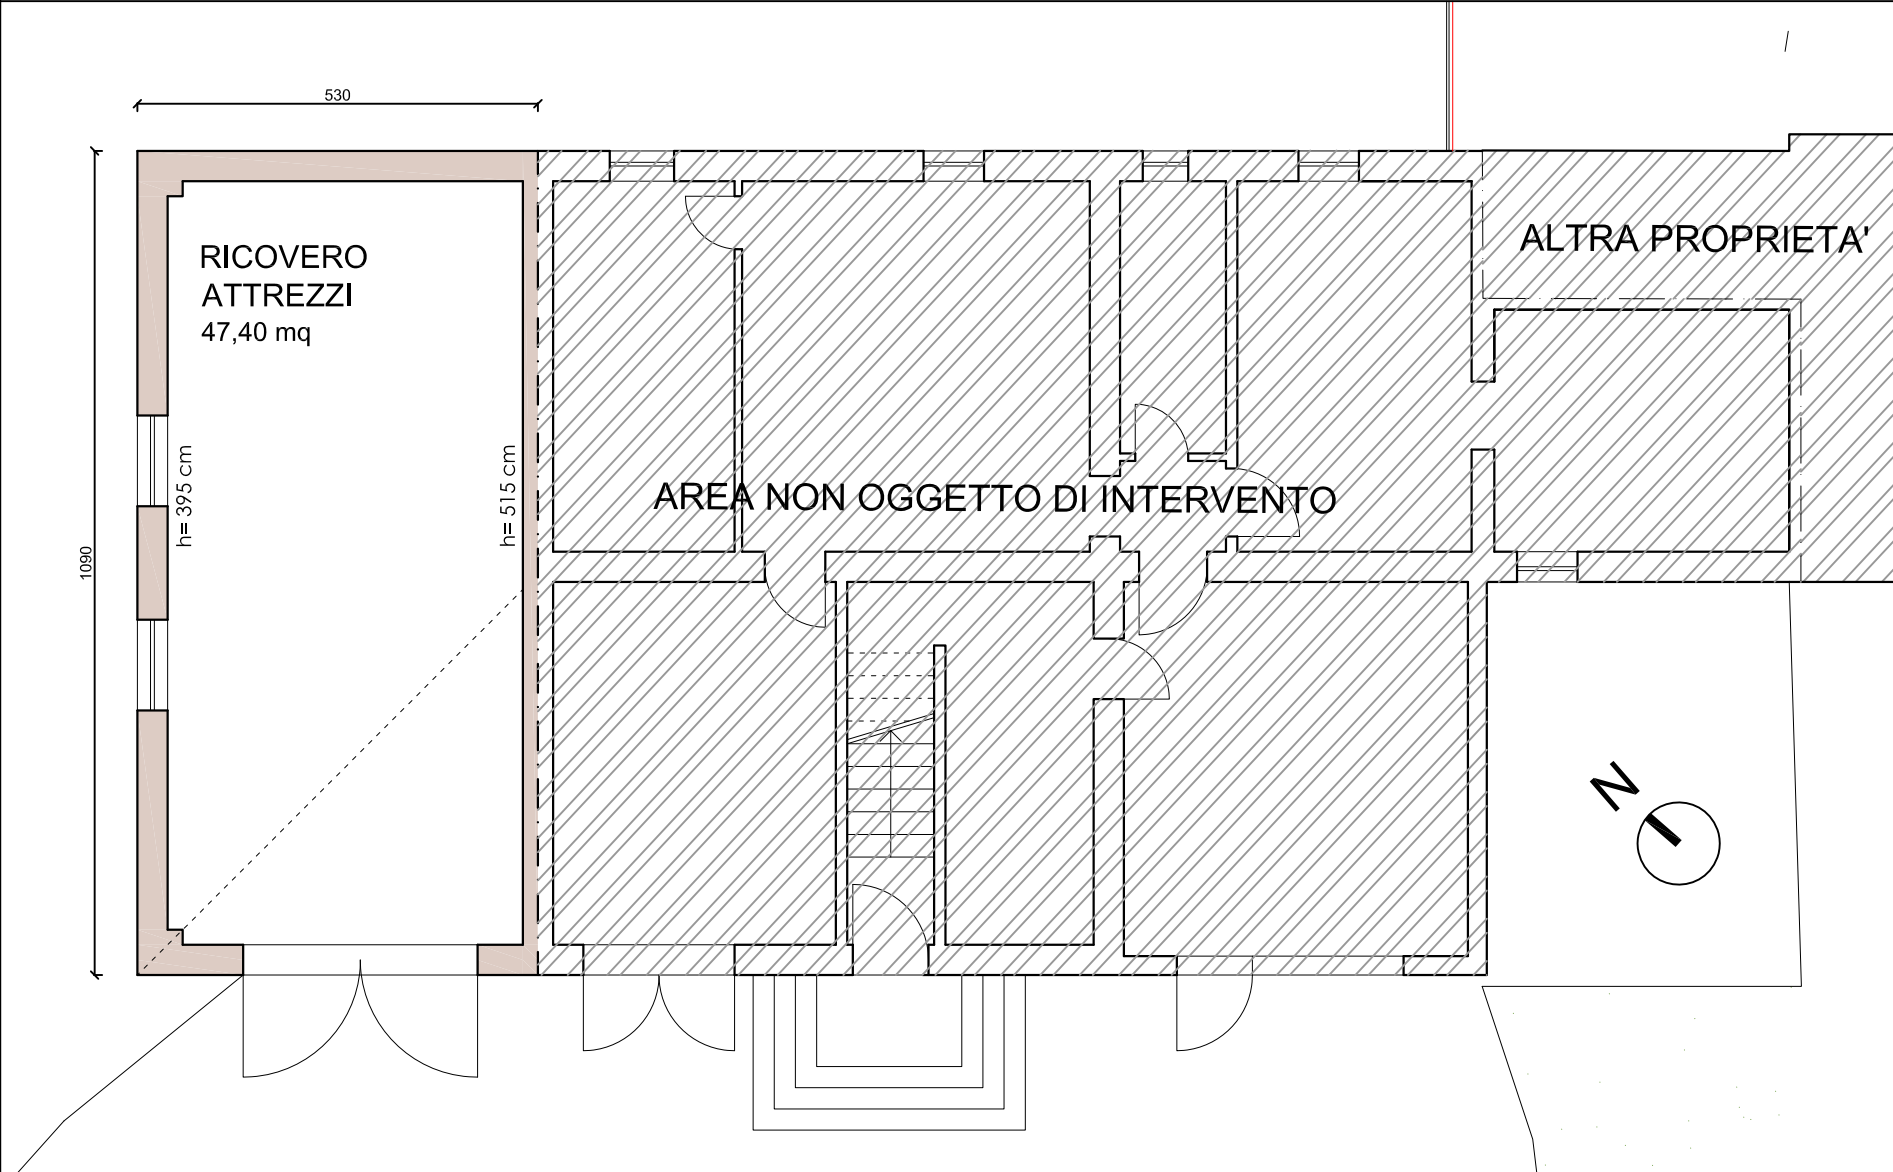 530
RICOVERO
ATTREZZI
47,40 mq
ALTRA PROPRIETA'
h= 395 cm
h= 515 cm
AREA NON OGGETTO DI INTERVENTO
1090
N